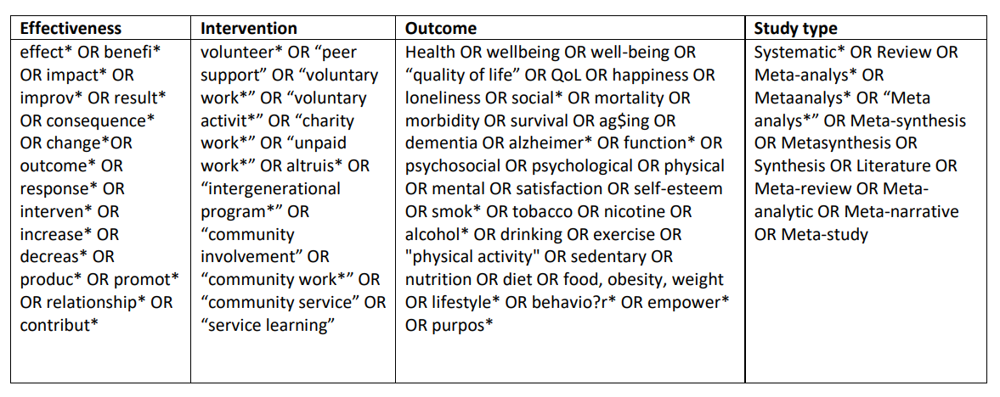 Effectiveness
effect* OR benefi*
OR impact* OR
improv* OR result*
OR consequence*
OR change*OR
outcome* OR
response* OR
interven* OR
increase* OR
decreas* OR
produc* OR promot*
OR relationship* OR
contribut*
Intervention
volunteer* OR “peer
support” OR “voluntary
work*” OR “voluntary
activit*” OR “charity
work*” OR “unpaid
work*” OR altruis* OR
“intergenerational
program*” OR
“community
involvement” OR
“community work*” OR
“community service” OR
“service learning”
Outcome
Health OR wellbeing OR well-being OR
“quality of life” OR QoL OR happiness OR
loneliness OR social* OR mortality OR
morbidity OR survival OR ag$ing OR
dementia OR alzheimer* OR function* OR
psychosocial OR psychological OR physical
OR mental OR satisfaction OR self-esteem
OR smok* OR tobacco OR nicotine OR
alcohol* OR drinking OR exercise OR
"physical activity" OR sedentary OR
nutrition OR diet OR food, obesity, weight
OR lifestyle* OR behavio?r* OR empower*
OR purpos*
Study type
Systematic* OR Review OR
Meta-analys* OR
Metaanalys* OR “Meta
analys*” OR Meta-synthesis
OR Metasynthesis OR
Synthesis OR Literature OR
Meta-review OR Meta-
analytic OR Meta-narrative
OR Meta-study